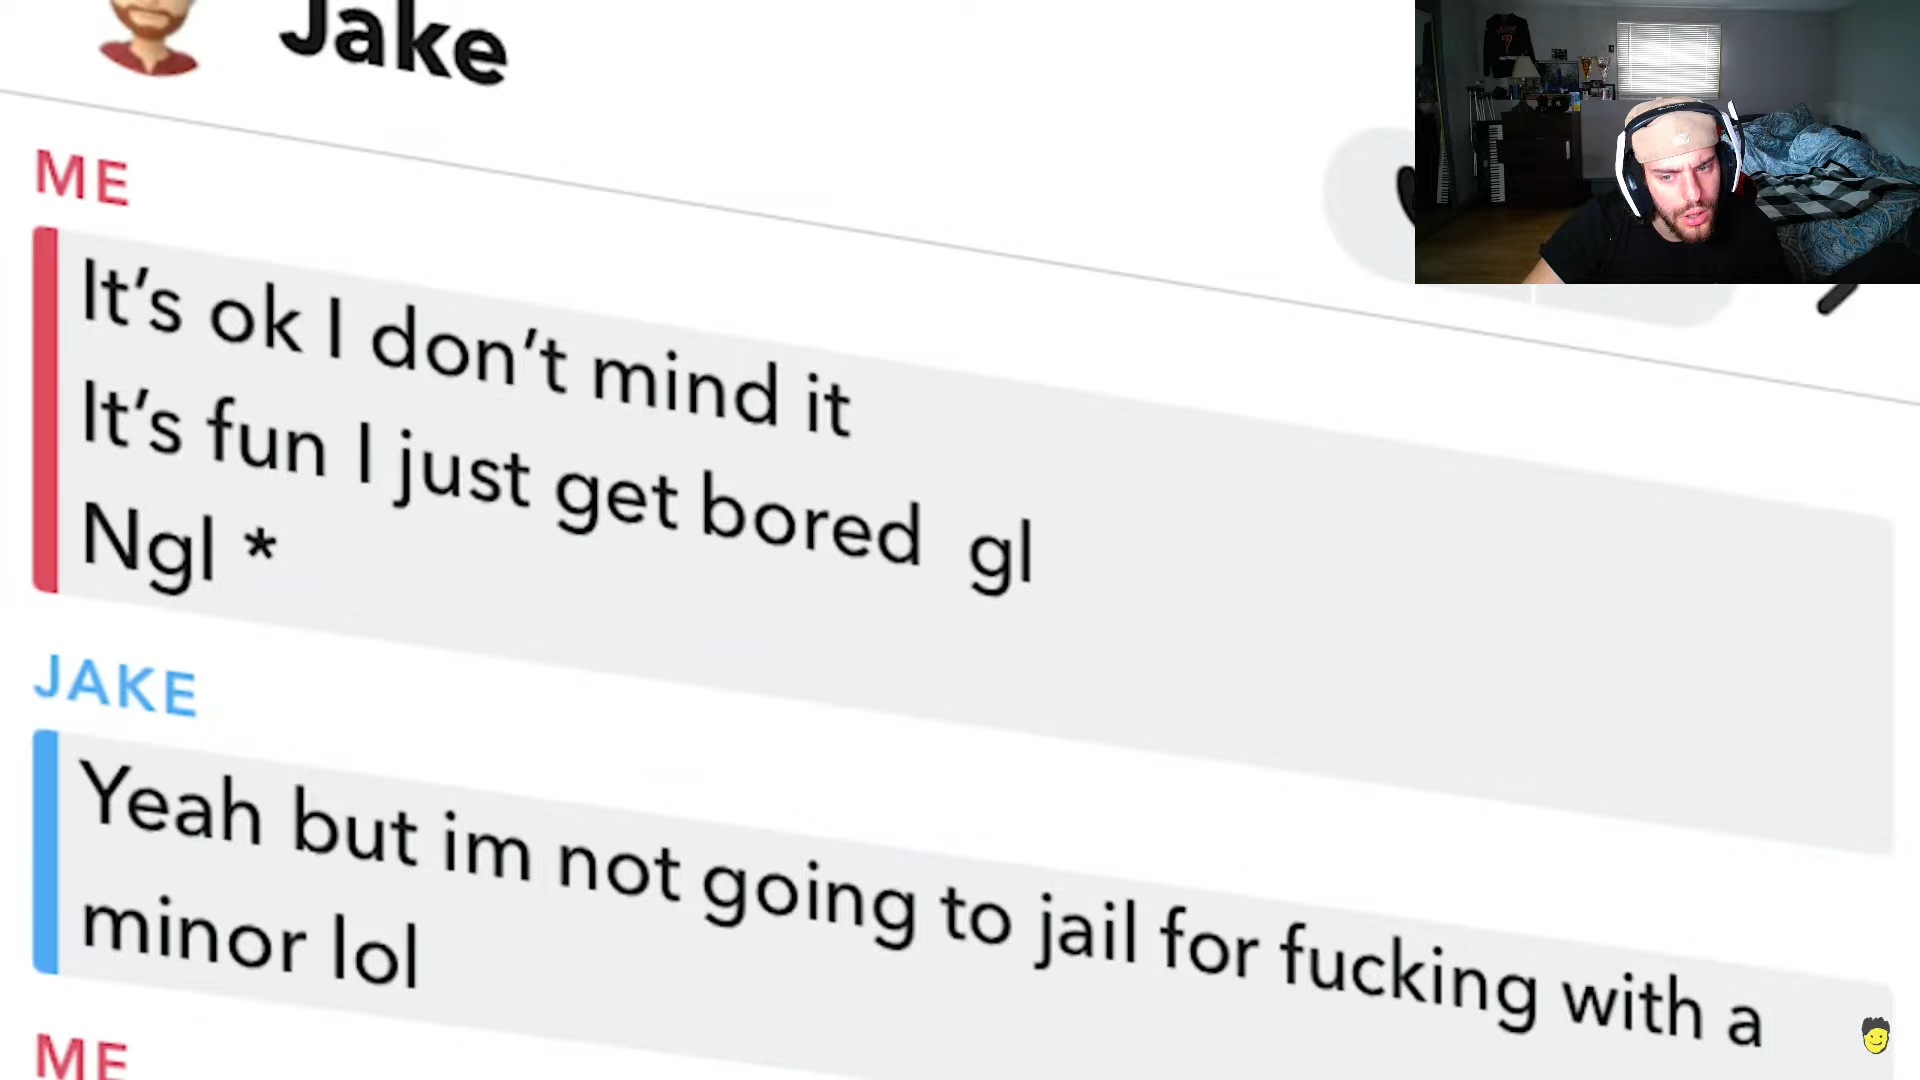 Jake
ME
It’s ok I don’t mind it
It’s fun I just get bored  gl
Ngl *
JAKE
Yeah but im not going to jail for fucking with a
minor lol
ME
7